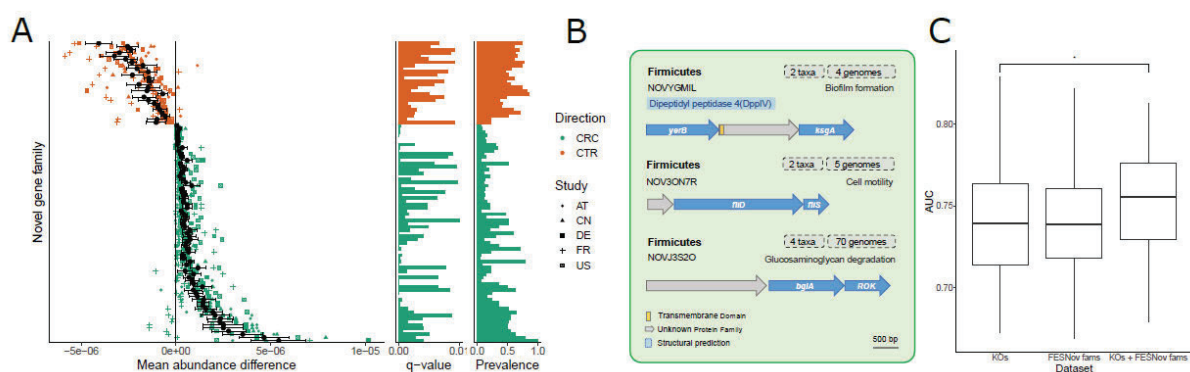 A
Novel gene family
−5e−06
0e+00
5e−06
1e−05
Mean abundance difference
0.00
0.01
q−value
0.0
0.5
1.0
Prevalence
Direction
CRC
CTR
Study
AT
CN
DE
FR
US
B
Firmicutes
2 taxa
4 genomes
NOVYGMIL
Biofilm formation
Dipeptidyl peptidase 4(DppIV)
yerB
ksgA
Firmicutes
2 taxa
5 genomes
NOV3ON7R
Cell motility
fliD
fliS
Firmicutes
4 taxa
70 genomes
NOVJ3S2O
Glucosaminoglycan degradation
bglA
ROK
Transmembrane Domain
Unknown Protein Family
Structural prediction
500 bp
C
0.80
0.75
0.70
AUC
KOs
FESNov fams
KOs + FESNov fams
Dataset